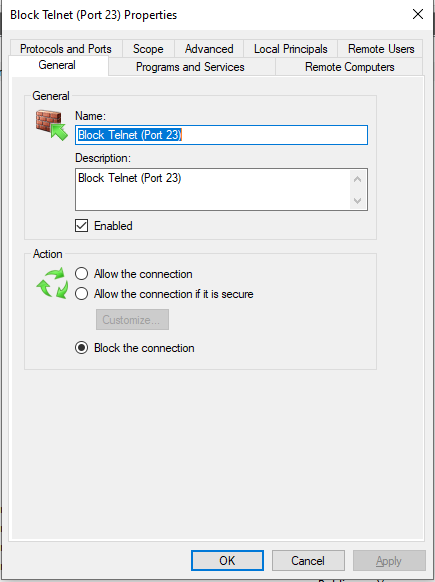 Block Telnet (Port 23) Properties
Protocols and Ports Scope Advanced Local Principals Remote Users
General Programs and Services Remote Computers
General
Name:
Block Telnet (Port 23)
Description:
Block Telnet (Port 23)
Enabled
Action
Allow the connection
Allow the connection if it is secure
Customize...
Block the connection
OK Cancel Apply